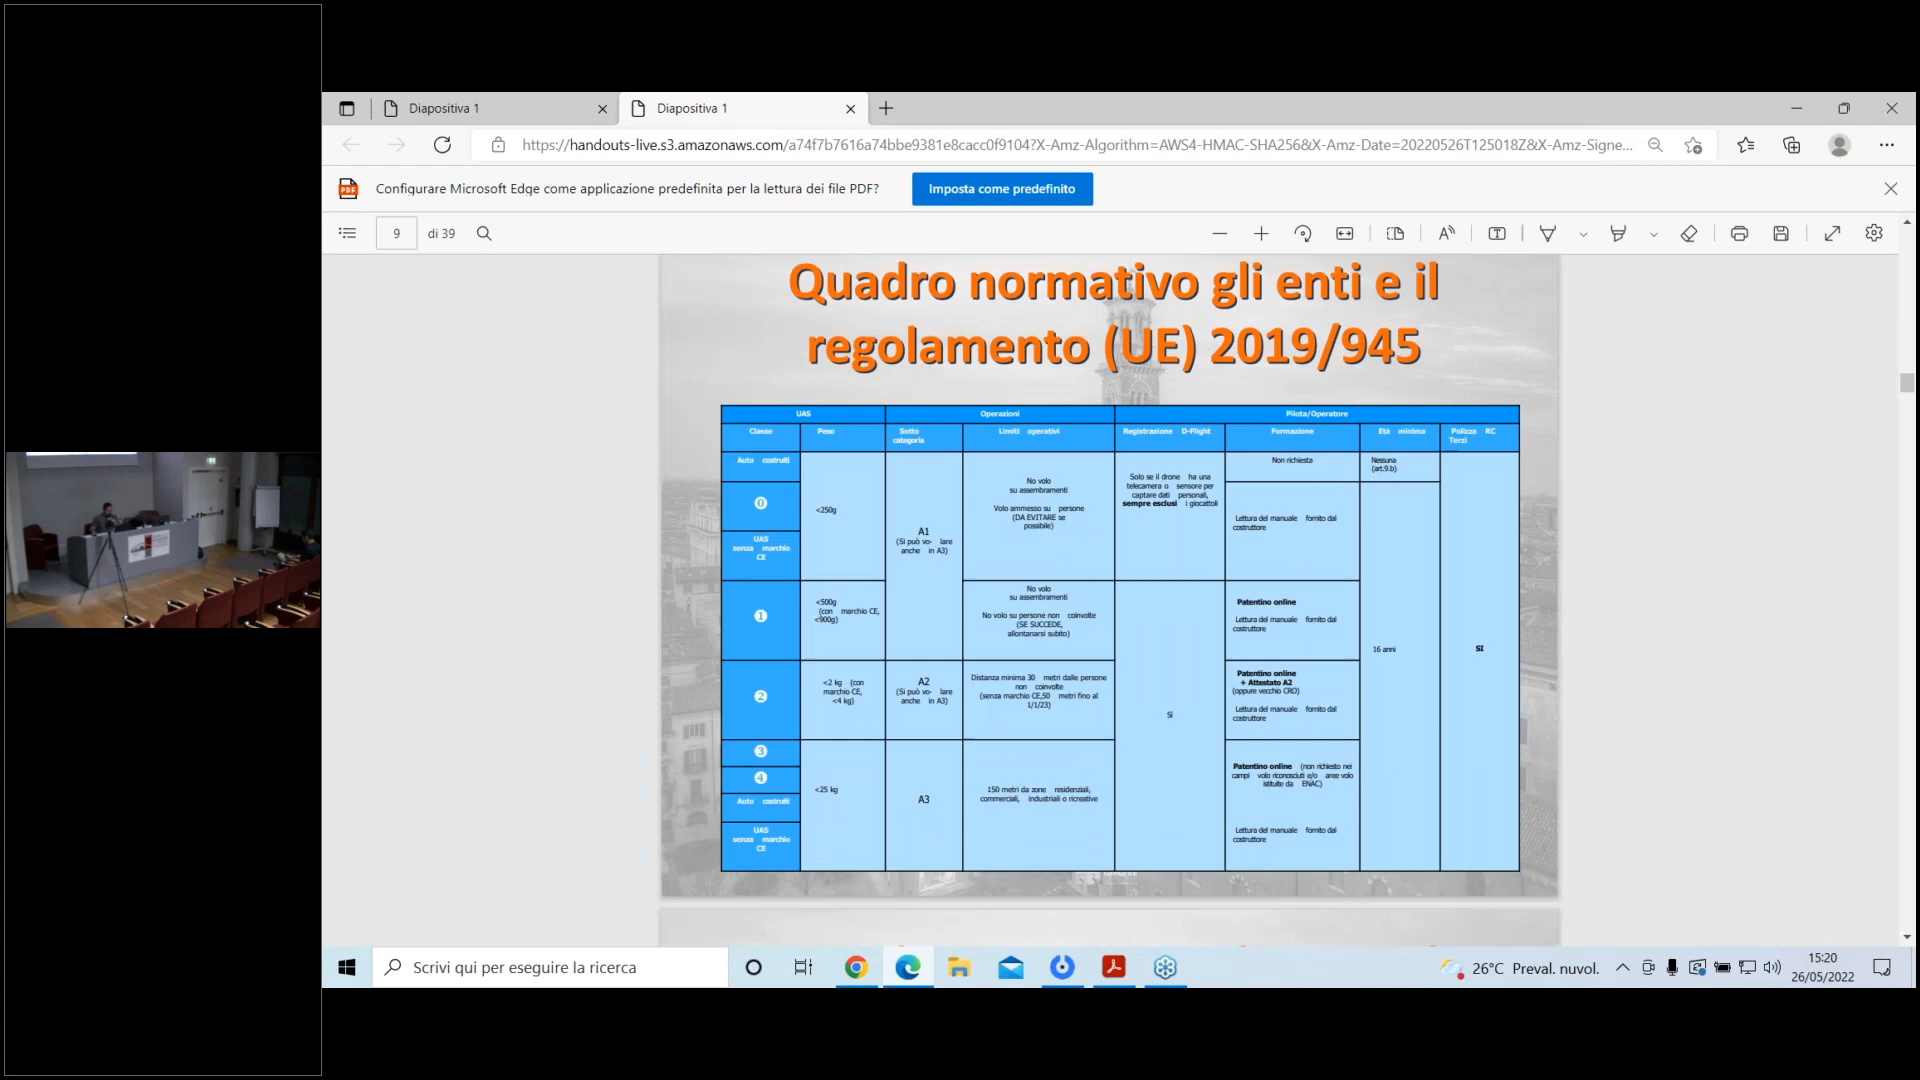 Diapositiva 1
Diapositiva 1
https://handouts-live.s3.amazonaws.com/a74f7b7616a74bbe9381e8cacc0f9104?X-Amz-Algorithm=AWS4-HMAC-SHA256&X-Amz-Date=20220526T125018Z&X-Amz-Signe...
Configurare Microsoft Edge come applicazione predefinita per la lettura dei file PDF?
Imposta come predefinito
9 di 39
Quadro normativo gli enti e il
regolamento (UE) 2019/945
UAS Operazioni Pilota/Operatore
Classe Peso Sotto categoria Limiti operativi Registrazione D-Flight Formazione Età minima Polizza RC Terzi
Auto costruiti
0
UAS
senza marchio
CE
<250g
A1
(Si può vo- lare
anche in A3)
No volo
su assembramenti
Volo ammesso su persone
(DA EVITARE se
possibile)
Solo se il drone ha una
telecamera o sensore per
captare dati personali,
sempre esclusi i giocattoli
Non richiesta
Lettura del manuale fornito dal
costruttore
Nessuna
(art.9.b)
1
<500g
(con marchio CE,
<900g)
No volo
su assembramenti
No volo su persone non coinvolte
(SE SUCCEDE,
allontanarsi subito)
Patentino online
Lettura del manuale fornito dal
costruttore
16 anni
SI
2
<2 kg (con
marchio CE,
<4 kg)
A2
(Si può vo- lare
anche in A3)
Distanza minima 30 metri dalle persone
non coinvolte
(senza marchio CE,50 metri fino al
1/1/23)
Sì
Patentino online
+ Attestato A2
(oppure vecchio CRO)
Lettura del manuale fornito dal
costruttore
3
4
Auto costruiti
UAS
senza marchio
CE
<25 kg
A3
150 metri da zone residenziali,
commerciali, industriali o ricreative
Patentino online (non richiesto nei
campi volo riconosciuti e/o aree volo
istituite da ENAC)
Lettura del manuale fornito dal
costruttore
Scrivi qui per eseguire la ricerca
26°C Preval. nuvol.
15:20
26/05/2022